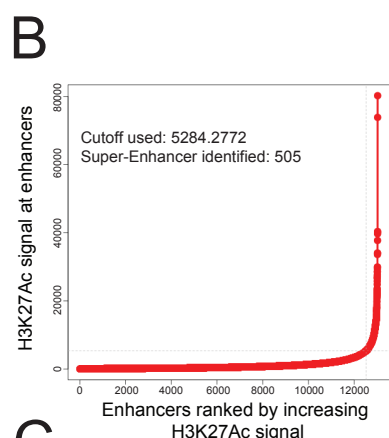 B
H3K27Ac signal at enhancers
80000
60000
40000
20000
0
Cutoff used: 5284.2772
Super-Enhancer identified: 505
0 2000 4000 6000 8000 10000 12000
Enhancers ranked by increasing
H3K27Ac signal
C